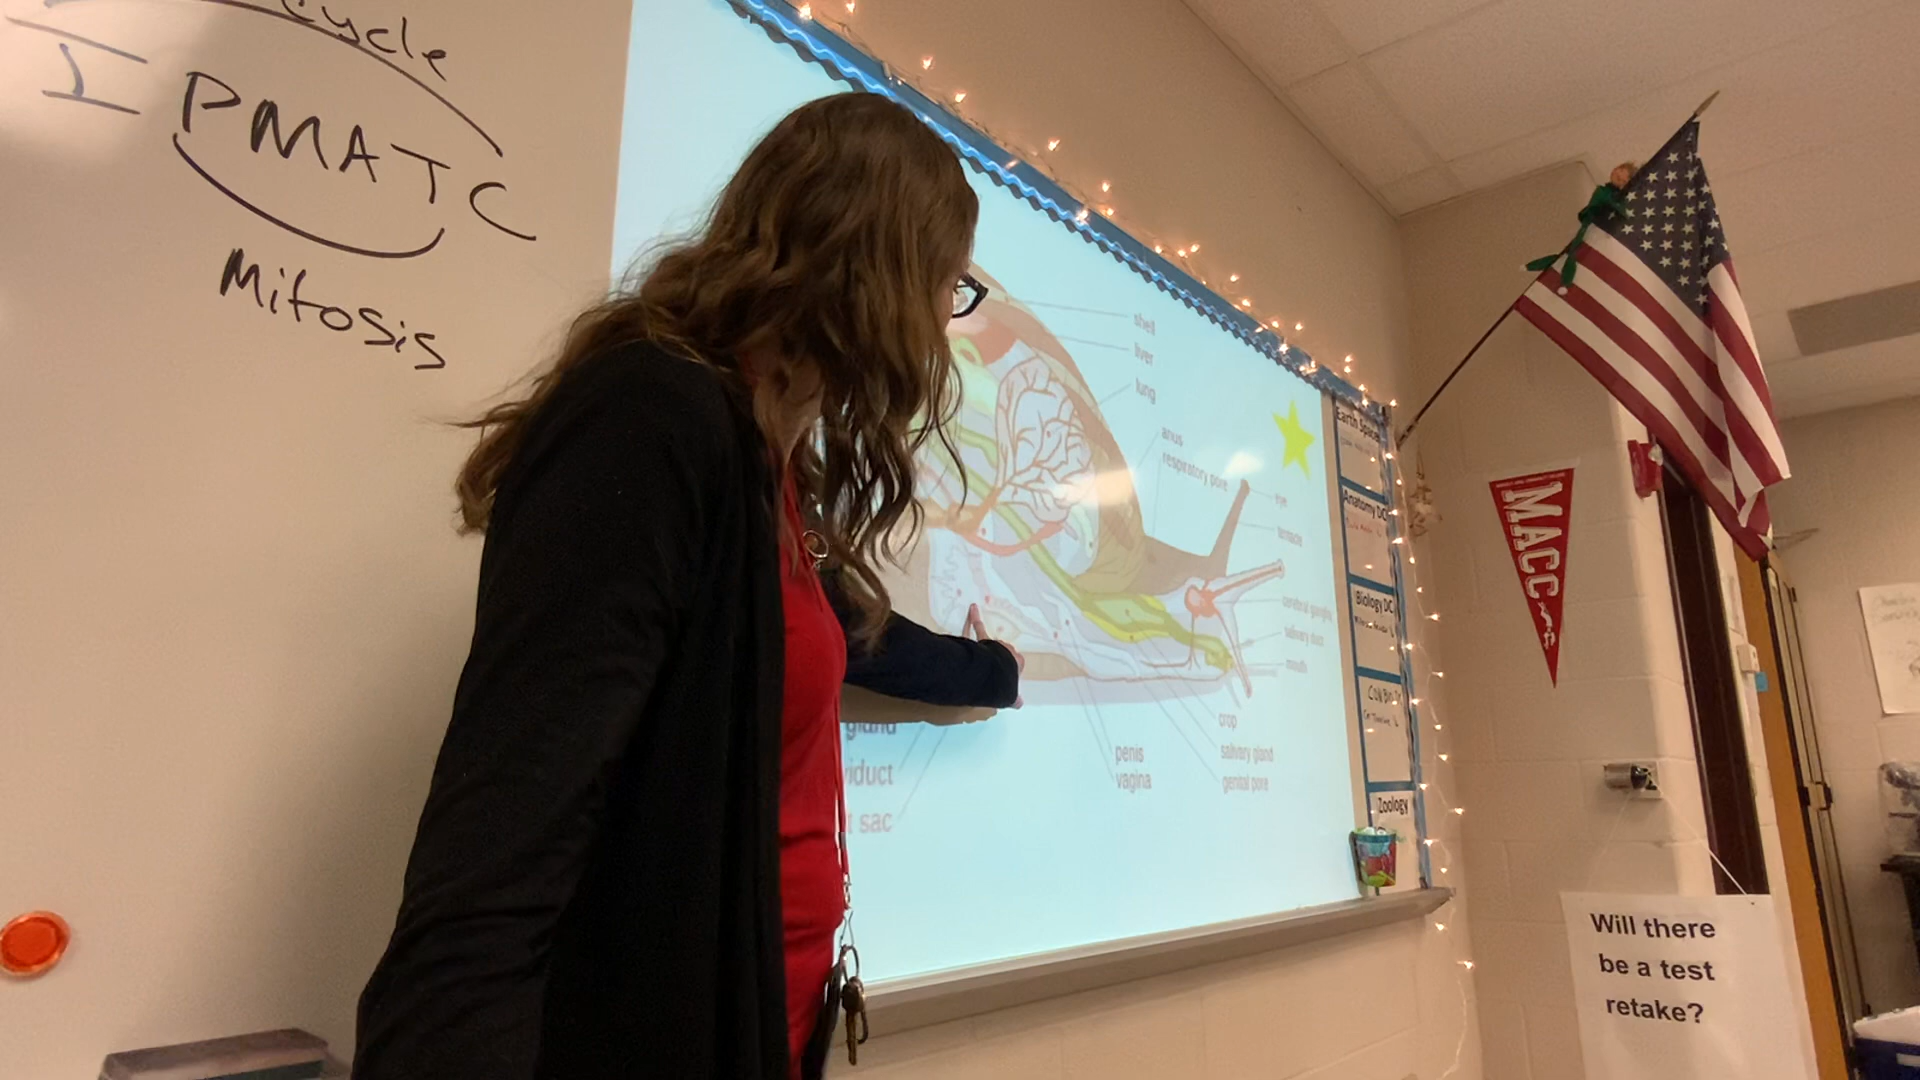 cycle
I PMATC
Mitosis
shell
liver
lung
anus
respiratory pore
eye
tentacle
cerebral ganglia
salivary duct
mouth
crop
salivary gland
genital pore
penis
vagina
gland
viduct
t sac
Earth Space
Anatomy DC
Biology DC
Zoology
MACC
Will there
be a test
retake?